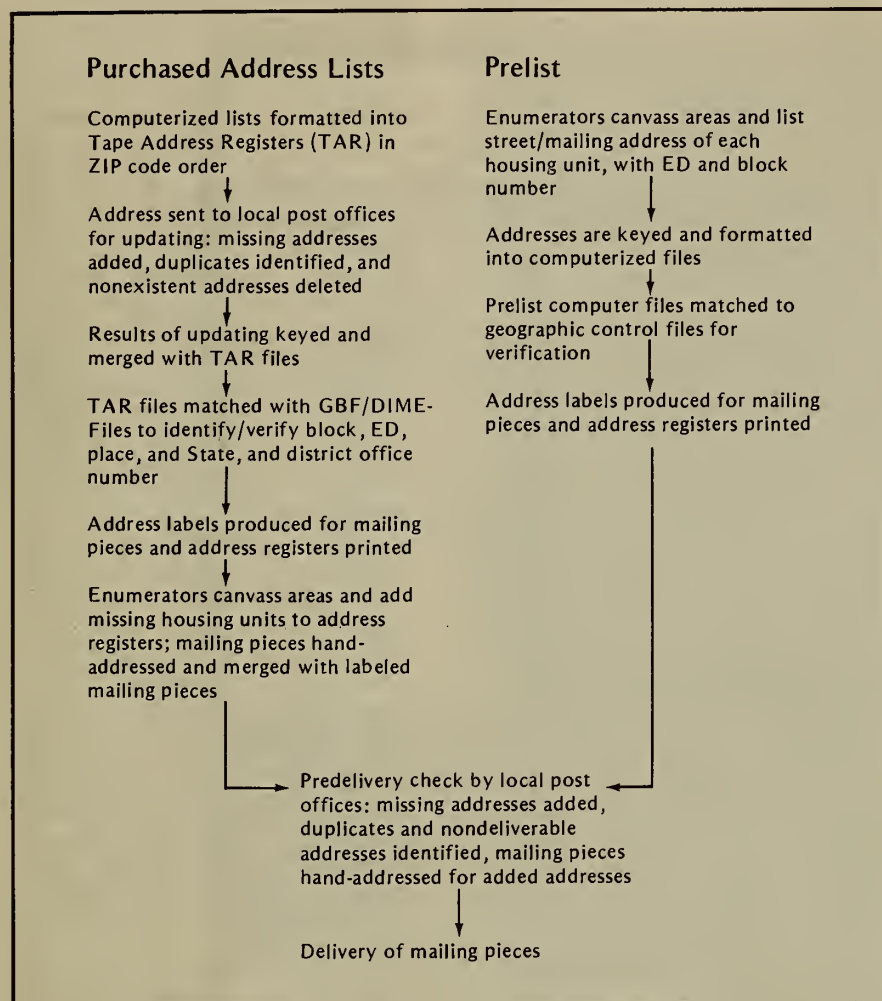 Purchased Address Lists
Computerized lists formatted into
Tape Address Registers (TAR) in
ZIP code order
Address sent to local post offices
for updating: missing addresses
added, duplicates identified, and
nonexistent addresses deleted
Results of updating keyed and
merged with TAR files
TAR files matched with GBF/DIME-
Files to identify/verify block, ED,
place, and State, and district office
number
Address labels produced for mailing
pieces and address registers printed
Enumerators canvass areas and add
missing housing units to address
registers; mailing pieces hand-
addressed and merged with labeled
mailing pieces
Prelist
Enumerators canvass areas and list
street/mailing address of each
housing unit, with ED and block
number
Addresses are keyed and formatted
into computerized files
Prelist computer files matched to
geographic control files for
verification
Address labels produced for mailing
pieces and address registers printed
Predelivery check by local post
offices: missing addresses added,
duplicates and nondeliverable
addresses identified, mailing pieces
hand-addressed for added addresses
Delivery of mailing pieces